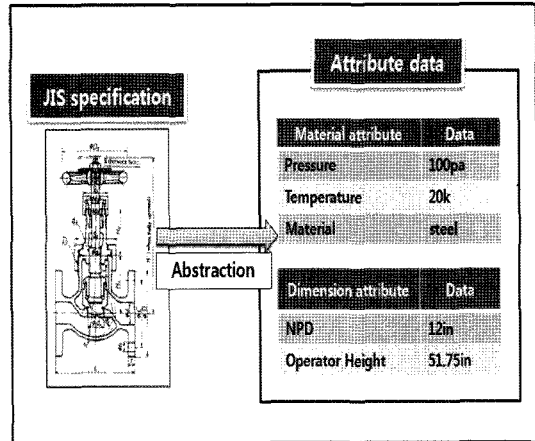 Attribute data
JIS specification
Material attribute Data
Pressure 100pa
Temperature 20k
Material steel
Abstraction
Dimension attribute Data
NPD 12in
Operator Height 51.75in